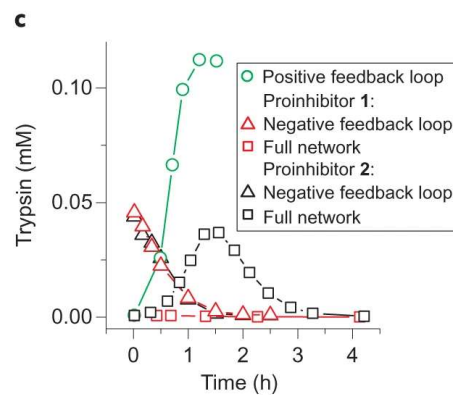 c
0.10
0.05
0.00
Trypsin (mM)
0
1
2
3
4
Time (h)
Positive feedback loop
Proinhibitor 1:
Negative feedback loop
Full network
Proinhibitor 2:
Negative feedback loop
Full network